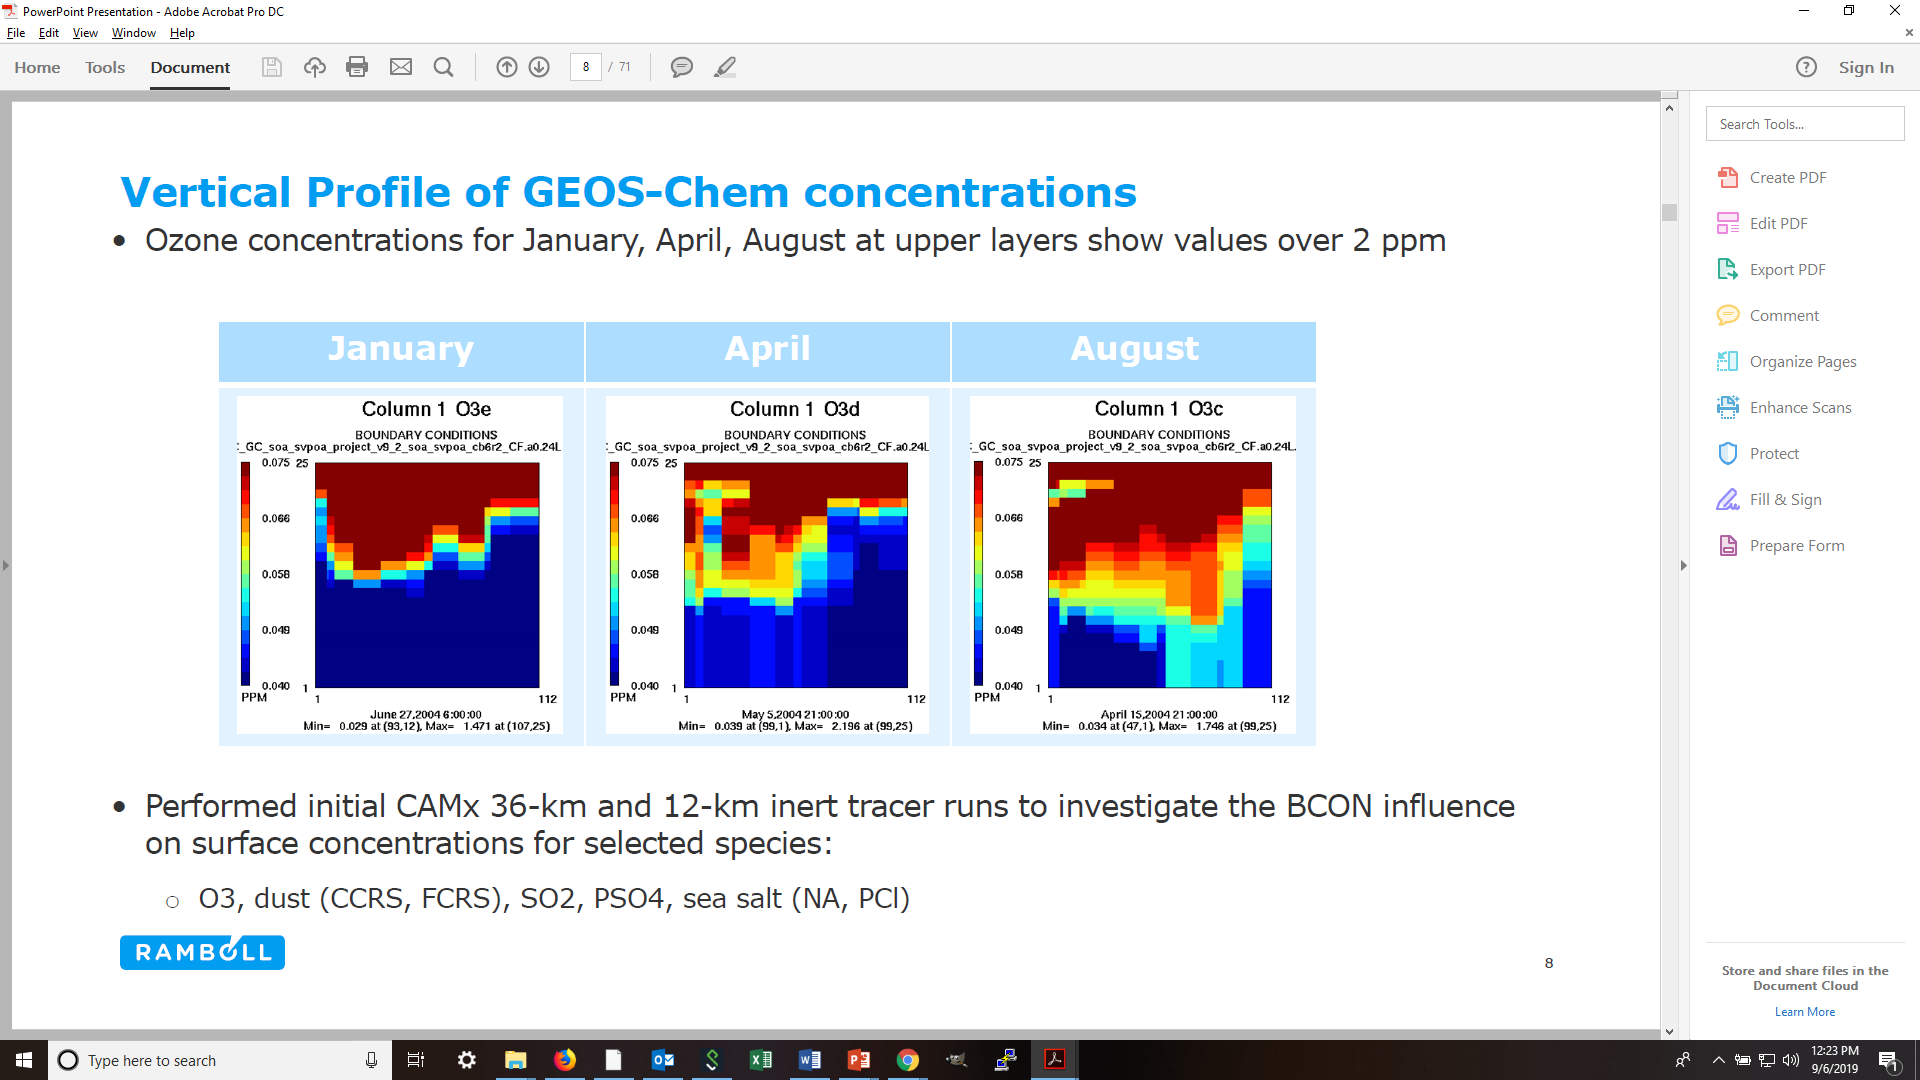 PowerPoint Presentation - Adobe Acrobat Pro DC
File Edit View Window Help
Home Tools Document 8 / 71 Sign In
Vertical Profile of GEOS-Chem concentrations
• Ozone concentrations for January, April, August at upper layers show values over 2 ppm
January April August
Column 1 O3e
BOUNDARY CONDITIONS
:_GC_soa_svpoa_project_v9_2_soa_svpoa_cb6r2_CF.a0.24L
0.075 25
0.066
0.058
0.049
0.040 1
PPM 1 112
June 27,2004 6:00:00
Min= 0.029 at (93,12), Max= 1.471 at (107,25)
Column 1 O3d
BOUNDARY CONDITIONS
:_GC_soa_svpoa_project_v9_2_soa_svpoa_cb6r2_CF.a0.24L
0.075 25
0.066
0.058
0.049
0.040 1
PPM 1 112
May 5,2004 21:00:00
Min= 0.039 at (99,1), Max= 2.196 at (99,25)
Column 1 O3c
BOUNDARY CONDITIONS
:_GC_soa_svpoa_project_v9_2_soa_svpoa_cb6r2_CF.a0.24L.
0.075 25
0.066
0.058
0.049
0.040 1
PPM 1 112
April 15,2004 21:00:00
Min= 0.034 at (47,1), Max= 1.746 at (99,25)
• Performed initial CAMx 36-km and 12-km inert tracer runs to investigate the BCON influence
on surface concentrations for selected species:
o O3, dust (CCRS, FCRS), SO2, PSO4, sea salt (NA, PCl)
RAMBOLL
8
Search Tools...
Create PDF
Edit PDF
Export PDF
Comment
Organize Pages
Enhance Scans
Protect
Fill & Sign
Prepare Form
Store and share files in the
Document Cloud
Learn More
Type here to search
12:23 PM
9/6/2019
1